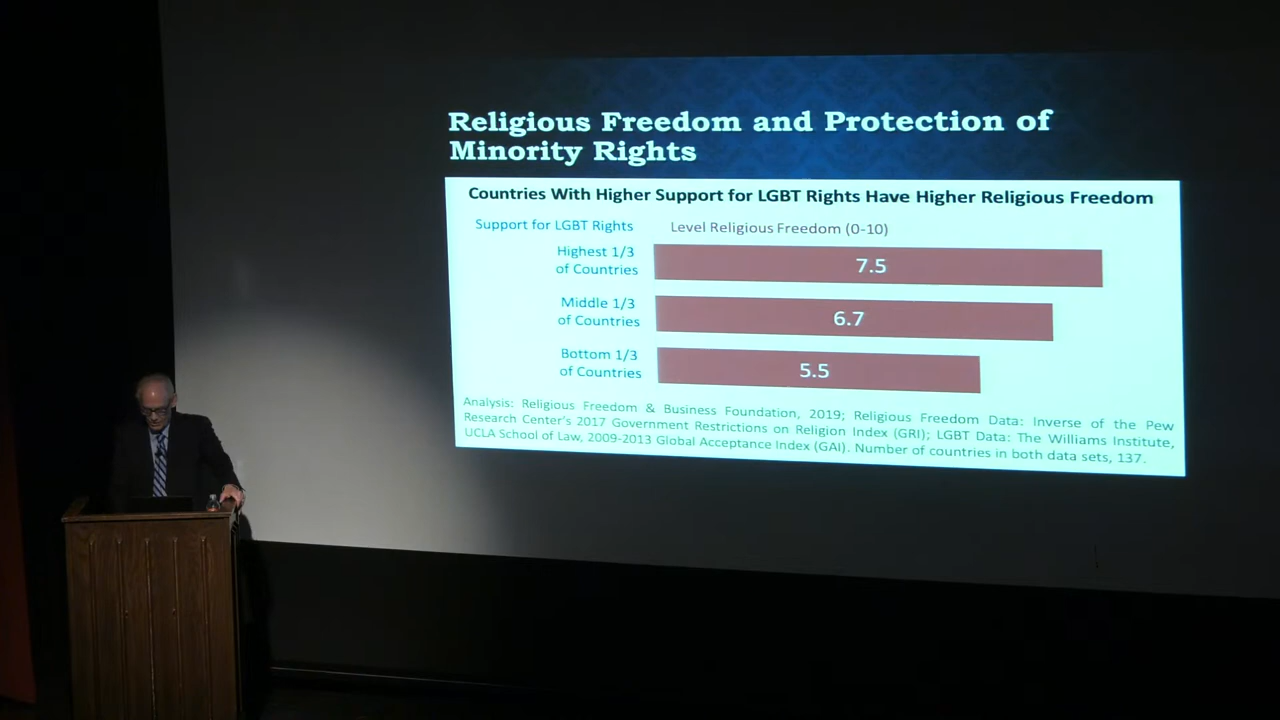 Religious Freedom and Protection of
Minority Rights
Countries With Higher Support for LGBT Rights Have Higher Religious Freedom
Support for LGBT Rights Level Religious Freedom (0-10)
Highest 1/3
of Countries
7.5
Middle 1/3
of Countries
6.7
Bottom 1/3
of Countries
5.5
Analysis: Religious Freedom & Business Foundation, 2019; Religious Freedom Data: Inverse of the Pew
Research Center's 2017 Government Restrictions on Religion Index (GRI); LGBT Data: The Williams Institute,
UCLA School of Law, 2009-2013 Global Acceptance Index (GAI). Number of countries in both data sets, 137.